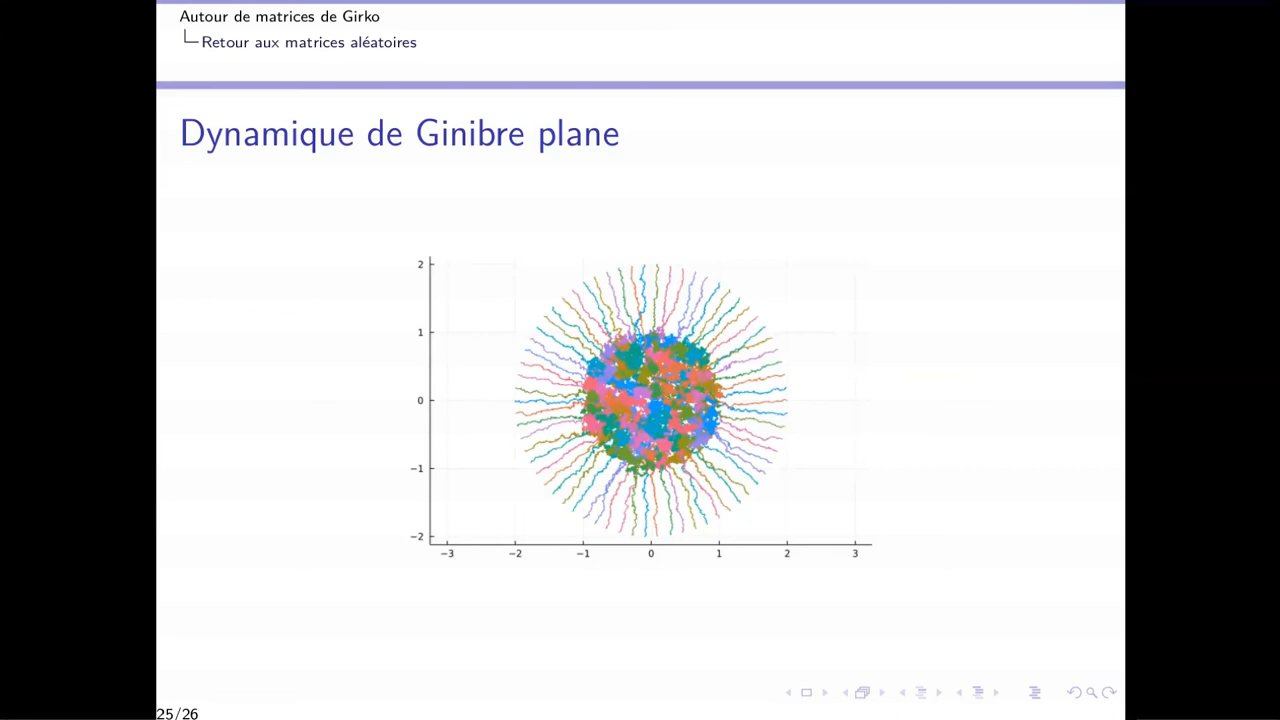 Autour de matrices de Girko
Retour aux matrices aléatoires
Dynamique de Ginibre plane
2
1
0
−1
−2
−3 −2 −1 0 1 2 3
25/26